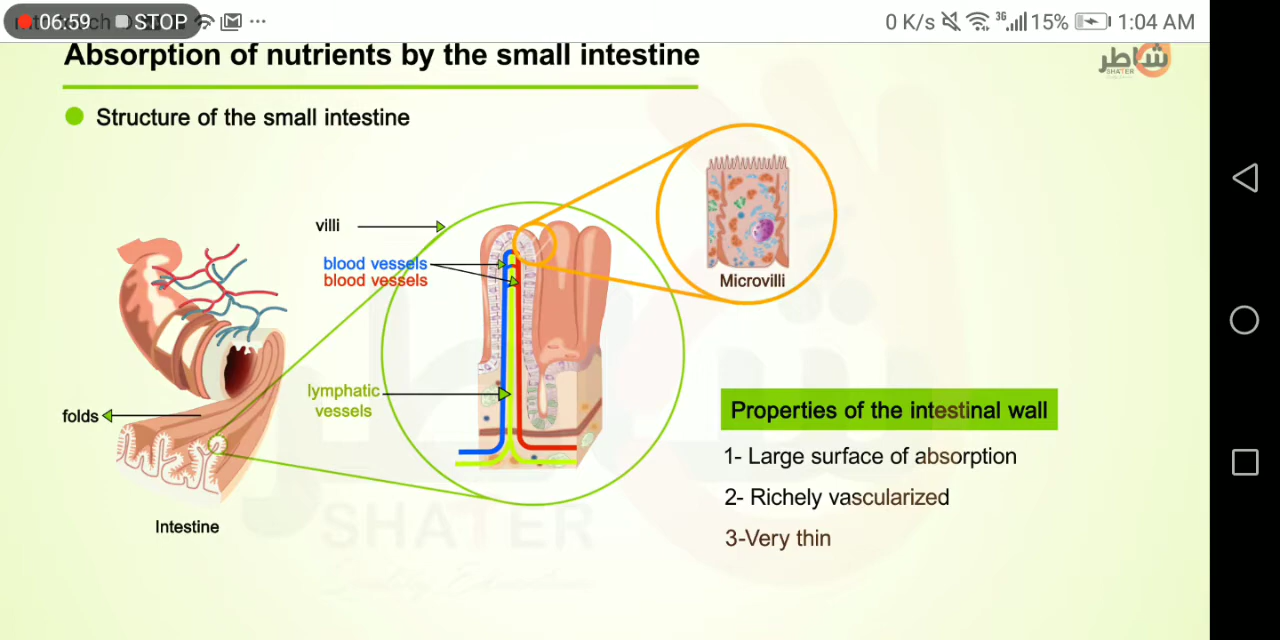 06:59 STOP ... 0 K/s 3G 15% 1:04 AM
Absorption of nutrients by the small intestine
شاطر
SHATER
Structure of the small intestine
villi
blood vessels
blood vessels
Microvilli
lymphatic
vessels
folds
Intestine
Properties of the intestinal wall
1- Large surface of absorption
2- Richely vascularized
3-Very thin
SHATER